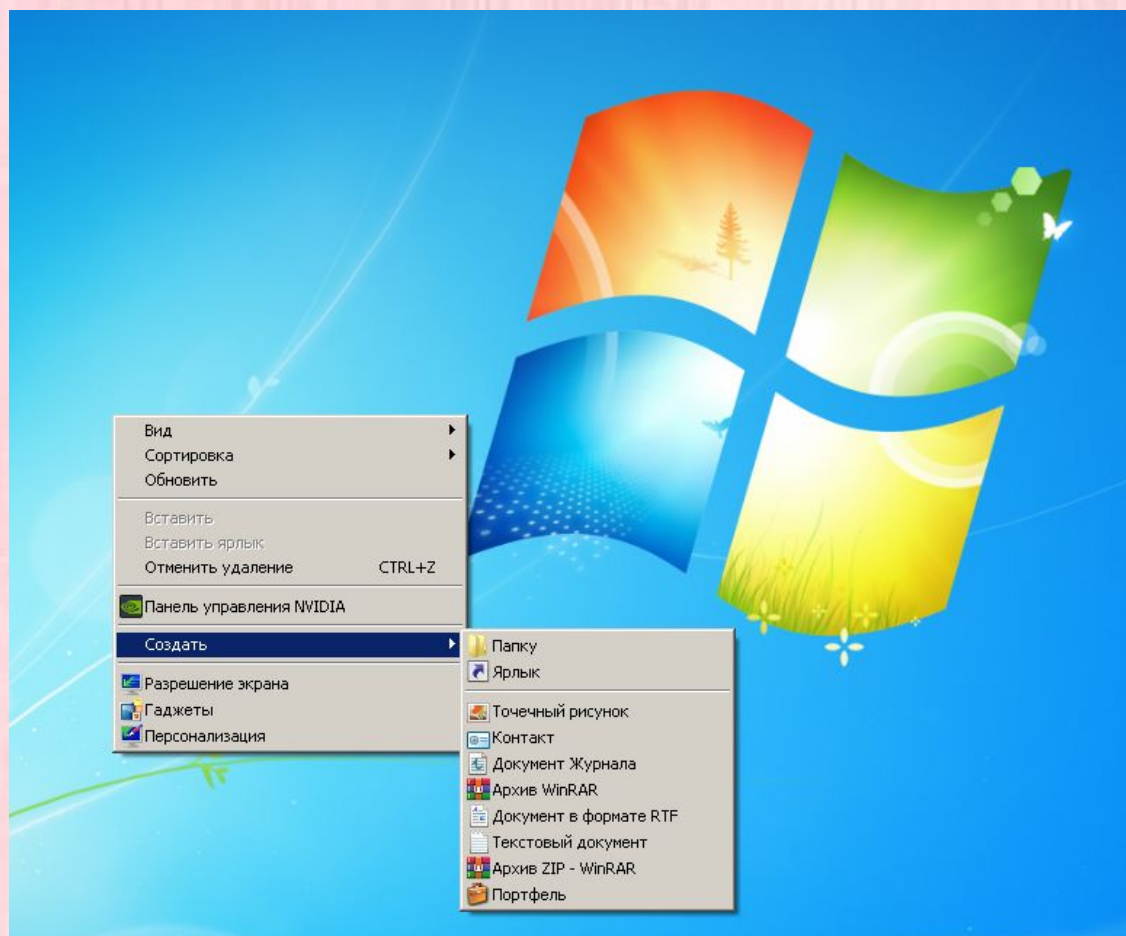 Вид
Сортировка
Обновить
Вставить
Вставить ярлык
Отменить удаление CTRL+Z
Панель управления NVIDIA
Создать
Разрешение экрана
Гаджеты
Персонализация
Папку
Ярлык
Точечный рисунок
Контакт
Документ Журнала
Архив WinRAR
Документ в формате RTF
Текстовый документ
Архив ZIP - WinRAR
Портфель